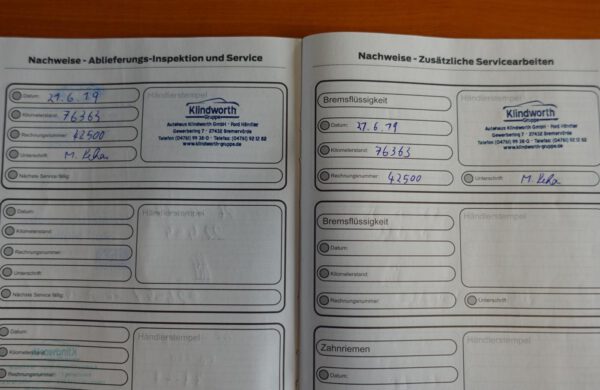 Nachweise - Ablieferungs-Inspektion und Service
Datum: 27.6.19
Kilometerstand: 76363
Rechnungsnummer: 42500
Unterschrift:
Nächste Service fällig:
Händlerstempel
Klindworth
Gruppe
Autohaus Klindworth GmbH · Ford Händler
Gewerbering 7 · 27432 Bremervörde
www.klindworth-gruppe.de
Datum:
Kilometerstand:
Rechnungsnummer:
Unterschrift:
Nächste Service fällig:
Händlerstempel
Datum:
Kilometerstand:
Rechnungsnummer:
Händlerstempel
Nachweise - Zusätzliche Servicearbeiten
Bremsflüssigkeit
Datum: 27.6.19
Kilometerstand: 76363
Rechnungsnummer: 42500
Händlerstempel
Klindworth
Gruppe
Autohaus Klindworth GmbH · Ford Händler
Gewerbering 7 · 27432 Bremervörde
www.klindworth-gruppe.de
Unterschrift:
Bremsflüssigkeit
Datum:
Kilometerstand:
Rechnungsnummer:
Händlerstempel
Unterschrift:
Zahnriemen
Datum:
Händlerstempel